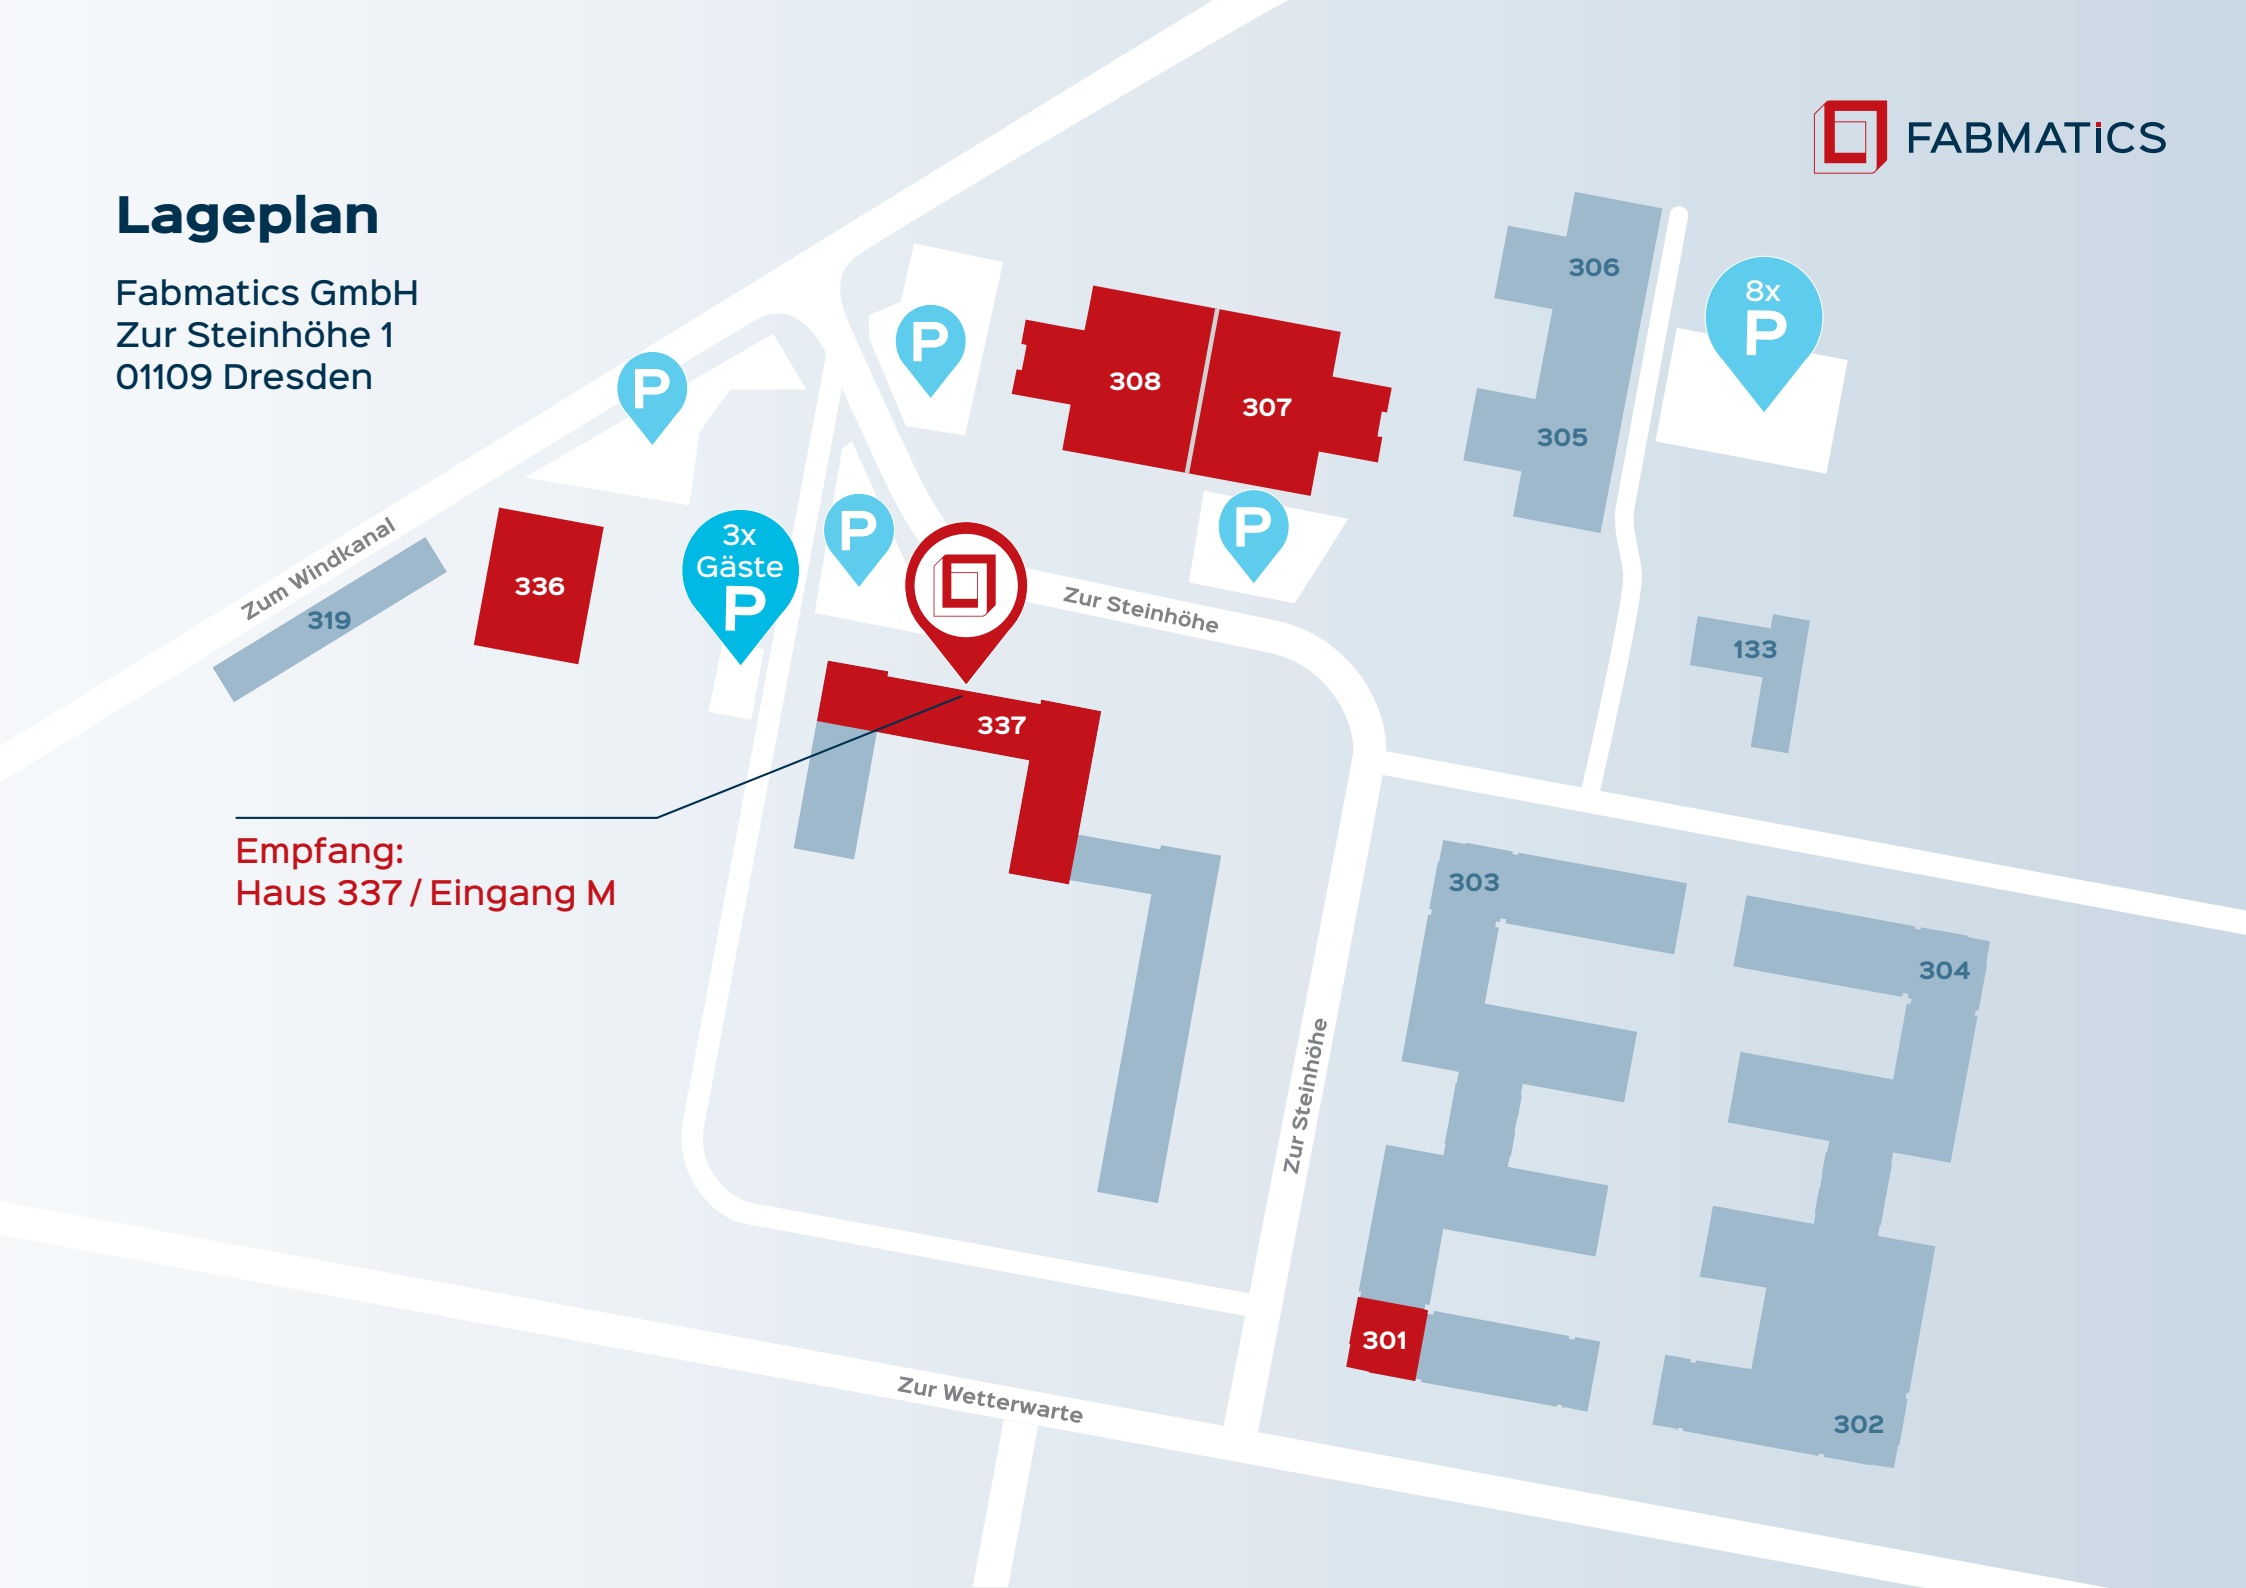 FABMATiCS
Lageplan
Fabmatics GmbH
Zur Steinhöhe 1
01109 Dresden
306
8x
P
P
P
308
307
305
Zum Windkanal
3x
Gäste
P
P
P
336
319
Zur Steinhöhe
133
337
Empfang:
Haus 337 / Eingang M
303
304
Zur Steinhöhe
301
Zur Wetterwarte
302